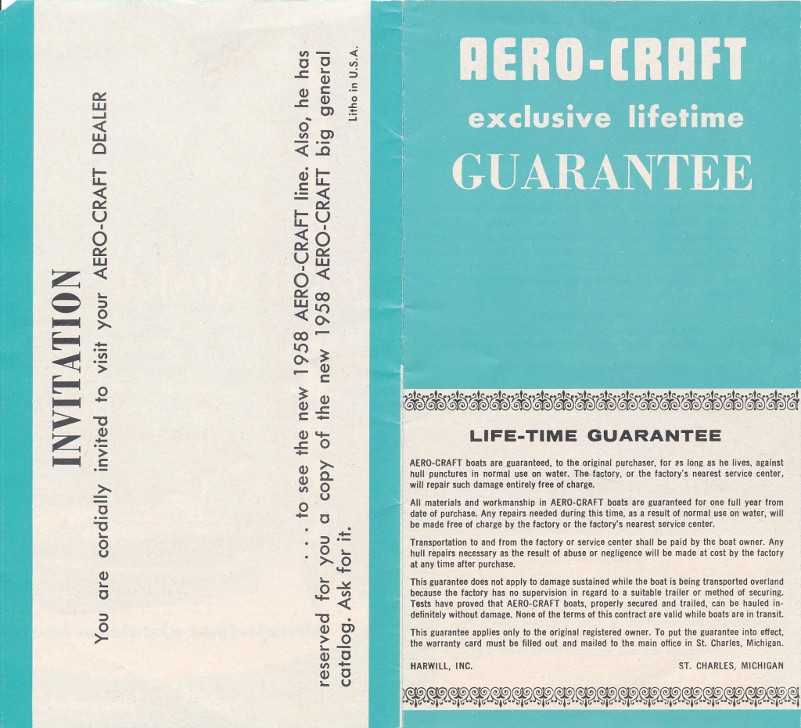 INVITATION
You are cordially invited to visit your AERO-CRAFT DEALER
. . . to see the new 1958 AERO-CRAFT line. Also, he has
reserved for you a copy of the new 1958 AERO-CRAFT big general
catalog. Ask for it.
Litho in U.S.A.
AERO-CRAFT
exclusive lifetime
GUARANTEE
LIFE-TIME GUARANTEE
AERO-CRAFT boats are guaranteed, to the original purchaser, for as long as he lives, against
hull punctures in normal use on water. The factory, or the factory's nearest service center,
will repair such damage entirely free of charge.
All materials and workmanship in AERO-CRAFT boats are guaranteed for one full year from
date of purchase. Any repairs needed during this time, as a result of normal use on water, will
be made free of charge by the factory or the factory's nearest service center.
Transportation to and from the factory or service center shall be paid by the boat owner. Any
hull repairs necessary as the result of abuse or negligence will be made at cost by the factory
at any time after purchase.
This guarantee does not apply to damage sustained while the boat is being transported overland
because the factory has no supervision in regard to a suitable trailer or method of securing.
Tests have proved that AERO-CRAFT boats, properly secured and trailed, can be hauled in-
definitely without damage. None of the terms of this contract are valid while boats are in transit.
This guarantee applies only to the original registered owner. To put the guarantee into effect,
the warranty card must be filled out and mailed to the main office in St. Charles, Michigan.
HARWILL, INC. ST. CHARLES, MICHIGAN